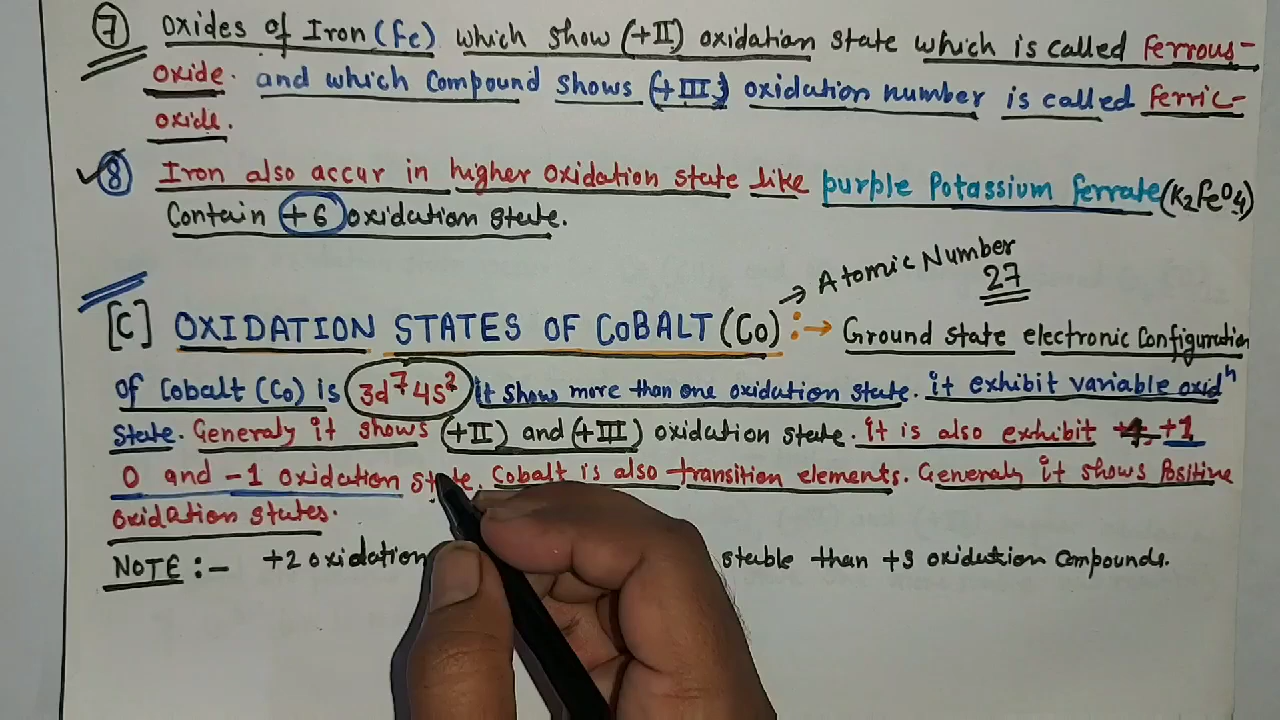 ⑦ Oxides of Iron (Fe) which show (+II) oxidation state which is called Ferrous-
oxide. and which Compound shows (+III) oxidation number is called Ferric-
oxide.
⑧ Iron also occur in higher oxidation state like purple Potassium Ferrate (K2FeO4)
Contain +6 oxidation state.
→ Atomic Number
27
[C] OXIDATION STATES OF COBALT (Co) :→ Ground state electronic Configuration
of Cobalt (Co) is 3d⁷4s² it shows more than one oxidation state. it exhibit variable oxidⁿ
state. Generaly it shows (+II) and (+III) oxidation state. it is also exhibit +1
0 and -1 oxidation state. Cobalt is also transition elements. Generaly it shows Positive
oxidation states.
NOTE :- +2 oxidation stable than +3 oxidation Compounds.